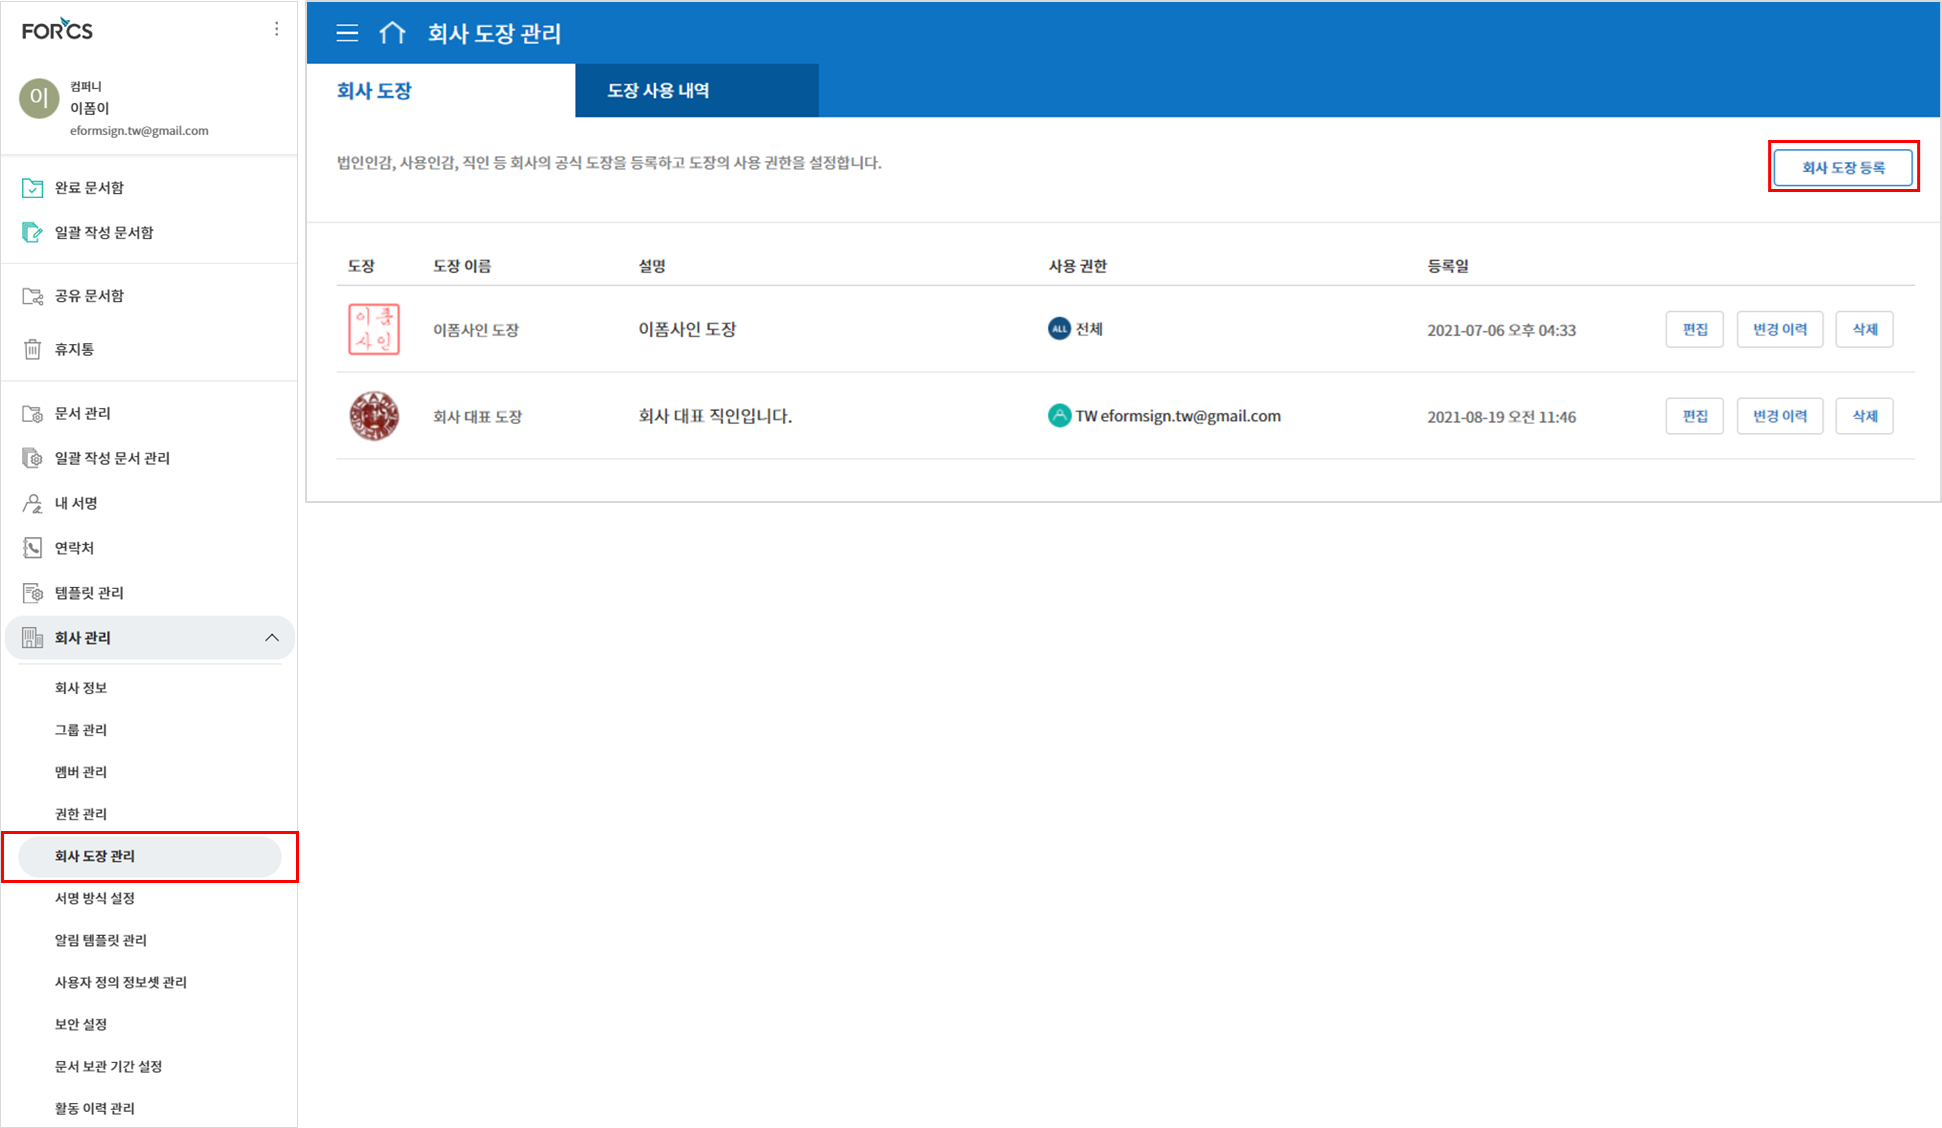 FORCS
이
컴퍼니
이폼이
eformsign.tw@gmail.com
완료 문서함
일괄 작성 문서함
공유 문서함
휴지통
문서 관리
일괄 작성 문서 관리
내 서명
연락처
템플릿 관리
회사 관리
회사 정보
그룹 관리
멤버 관리
권한 관리
회사 도장 관리
서명 방식 설정
알림 템플릿 관리
사용자 정의 정보셋 관리
보안 설정
문서 보관 기간 설정
활동 이력 관리
회사 도장 관리
회사 도장 도장 사용 내역
법인인감, 사용인감, 직인 등 회사의 공식 도장을 등록하고 도장의 사용 권한을 설정합니다.
회사 도장 등록
도장 도장 이름 설명 사용 권한 등록일
이폼
사인
이폼사인 도장 이폼사인 도장 ALL 전체 2021-07-06 오후 04:33 편집 변경 이력 삭제
회사 대표 도장 회사 대표 직인입니다. TW eformsign.tw@gmail.com 2021-08-19 오전 11:46 편집 변경 이력 삭제